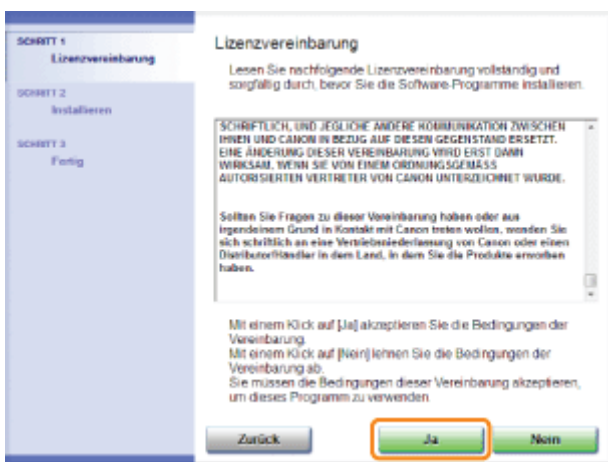 SCHRITT 1
Lizenzvereinbarung
SCHRITT 2
Installieren
SCHRITT 3
Fertig
Lizenzvereinbarung
Lesen Sie nachfolgende Lizenzvereinbarung vollständig und
sorgfältig durch, bevor Sie die Software-Programme installieren.
SCHRIFTLICH, UND JEGLICHE ANDERE KOMMUNIKATION ZWISCHEN
IHNEN UND CANON IN BEZUG AUF DIESEN GEGENSTAND ERSETZT.
EINE ÄNDERUNG DIESER VEREINBARUNG WIRD ERST DANN
WIRKSAM, WENN SIE VON EINEM ORDNUNGSGEMÄSS
AUTORISIERTEN VERTRETER VON CANON UNTERZEICHNET WURDE.
Sollten Sie Fragen zu dieser Vereinbarung haben oder aus
irgendeinem Grund in Kontakt mit Canon treten wollen, wenden Sie
sich schriftlich an eine Vertriebsniederlassung von Canon oder einen
Distributor/Händler in dem Land, in dem Sie die Produkte erworben
haben.
Mit einem Klick auf [Ja] akzeptieren Sie die Bedingungen der
Vereinbarung.
Mit einem Klick auf [Nein] lehnen Sie die Bedingungen der
Vereinbarung ab.
Sie müssen die Bedingungen dieser Vereinbarung akzeptieren,
um dieses Programm zu verwenden.
Zurück
Ja
Nein